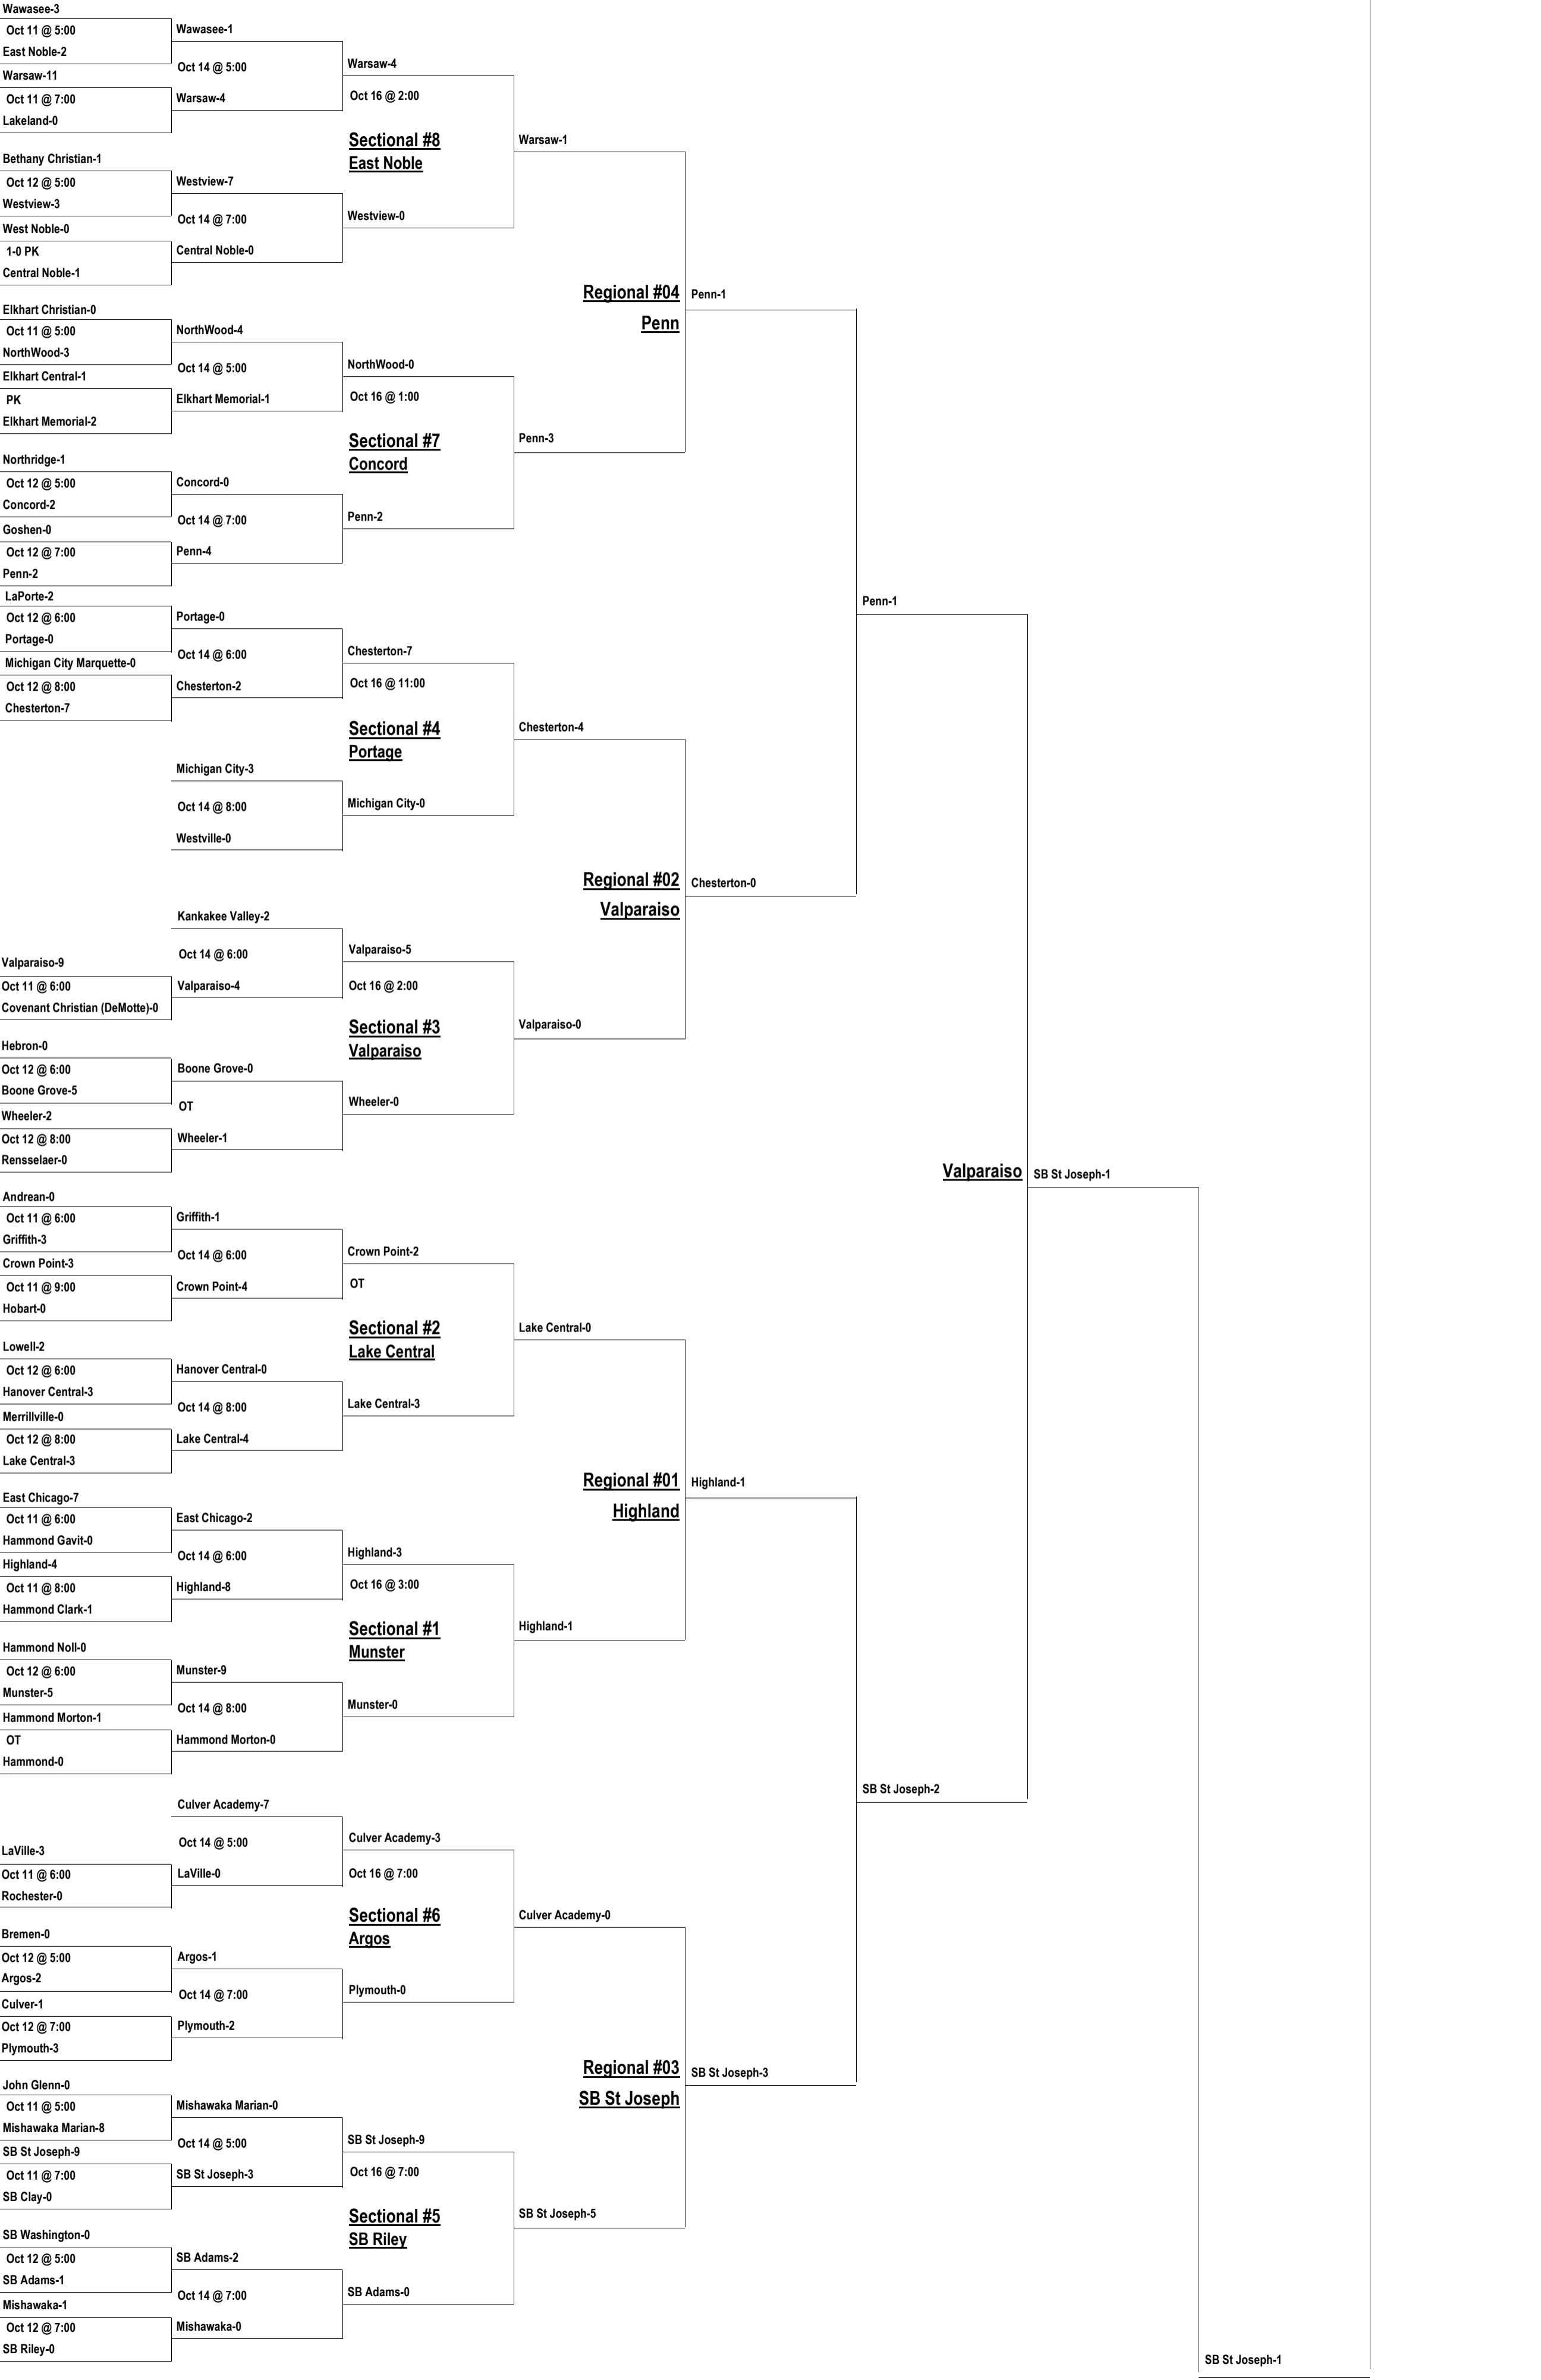 Wawasee-3
Oct 11 @ 5:00
East Noble-2
Warsaw-11
Oct 11 @ 7:00
Lakeland-0
Bethany Christian-1
Oct 12 @ 5:00
Westview-3
West Noble-0
1-0 PK
Central Noble-1
Wawasee-1
Oct 14 @ 5:00
Warsaw-4
Westview-7
Oct 14 @ 7:00
Central Noble-0
Warsaw-4
Oct 16 @ 2:00
Sectional #8
East Noble
Westview-0
Warsaw-1
Elkhart Christian-0
Oct 11 @ 5:00
NorthWood-3
Elkhart Central-1
PK
Elkhart Memorial-2
Northridge-1
Oct 12 @ 5:00
Concord-2
Goshen-0
Oct 12 @ 7:00
Penn-2
NorthWood-4
Oct 14 @ 5:00
Elkhart Memorial-1
Concord-0
Oct 14 @ 7:00
Penn-4
NorthWood-0
Oct 16 @ 1:00
Sectional #7
Concord
Penn-2
Penn-3
Regional #04
Penn
Penn-1
LaPorte-2
Oct 12 @ 6:00
Portage-0
Michigan City Marquette-0
Oct 12 @ 8:00
Chesterton-7
Portage-0
Oct 14 @ 6:00
Chesterton-2
Michigan City-3
Oct 14 @ 8:00
Westville-0
Chesterton-7
Oct 16 @ 11:00
Sectional #4
Portage
Michigan City-0
Chesterton-4
Valparaiso-9
Oct 11 @ 6:00
Covenant Christian (DeMotte)-0
Hebron-0
Oct 12 @ 6:00
Boone Grove-5
Wheeler-2
Oct 12 @ 8:00
Rensselaer-0
Kankakee Valley-2
Oct 14 @ 6:00
Valparaiso-4
Boone Grove-0
OT
Wheeler-1
Valparaiso-5
Oct 16 @ 2:00
Sectional #3
Valparaiso
Wheeler-0
Valparaiso-0
Regional #02
Valparaiso
Chesterton-0
Penn-1
Andrean-0
Oct 11 @ 6:00
Griffith-3
Crown Point-3
Oct 11 @ 9:00
Hobart-0
Lowell-2
Oct 12 @ 6:00
Hanover Central-3
Merrillville-0
Oct 12 @ 8:00
Lake Central-3
Griffith-1
Oct 14 @ 6:00
Crown Point-4
Hanover Central-0
Oct 14 @ 8:00
Lake Central-4
Crown Point-2
OT
Sectional #2
Lake Central
Lake Central-3
Lake Central-0
East Chicago-7
Oct 11 @ 6:00
Hammond Gavit-0
Highland-4
Oct 11 @ 8:00
Hammond Clark-1
Hammond Noll-0
Oct 12 @ 6:00
Munster-5
Hammond Morton-1
OT
Hammond-0
East Chicago-2
Oct 14 @ 6:00
Highland-8
Munster-9
Oct 14 @ 8:00
Hammond Morton-0
Highland-3
Oct 16 @ 3:00
Sectional #1
Munster
Munster-0
Highland-1
Regional #01
Highland
Highland-1
LaVille-3
Oct 11 @ 6:00
Rochester-0
Bremen-0
Oct 12 @ 5:00
Argos-2
Culver-1
Oct 12 @ 7:00
Plymouth-3
Culver Academy-7
Oct 14 @ 5:00
LaVille-0
Argos-1
Oct 14 @ 7:00
Plymouth-2
Culver Academy-3
Oct 16 @ 7:00
Sectional #6
Argos
Plymouth-0
Culver Academy-0
John Glenn-0
Oct 11 @ 5:00
Mishawaka Marian-8
SB St Joseph-9
Oct 11 @ 7:00
SB Clay-0
SB Washington-0
Oct 12 @ 5:00
SB Adams-1
Mishawaka-1
Oct 12 @ 7:00
SB Riley-0
Mishawaka Marian-0
Oct 14 @ 5:00
SB St Joseph-3
SB Adams-2
Oct 14 @ 7:00
Mishawaka-0
SB St Joseph-9
Oct 16 @ 7:00
Sectional #5
SB Riley
SB Adams-0
SB St Joseph-5
Regional #03
SB St Joseph
SB St Joseph-3
SB St Joseph-2
Valparaiso
SB St Joseph-1
SB St Joseph-1